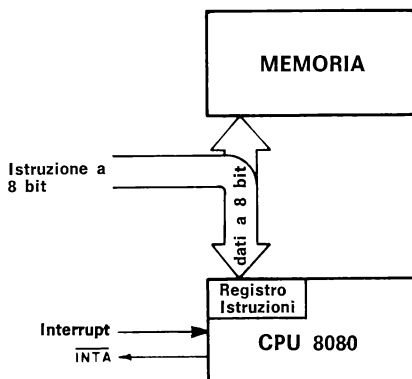 MEMORIA
Istruzione a
8 bit
dati a 8 bit
Registro
Istruzioni
Interrupt
INTA
CPU 8080